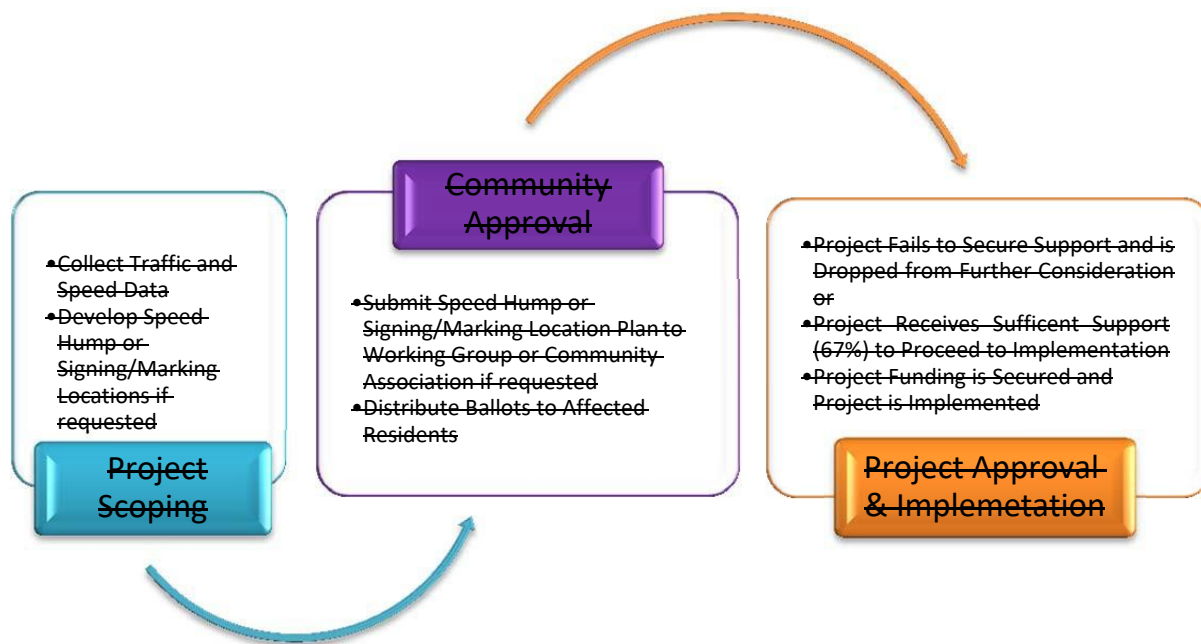 •Collect Traffic and
Speed Data
•Develop Speed
Hump or
Signing/Marking
Locations if
requested
Project
Scoping
Community
Approval
•Submit Speed Hump or
Signing/Marking Location Plan to
Working Group or Community
Association if requested
•Distribute Ballots to Affected
Residents
•Project Fails to Secure Support and is
Dropped from Further Consideration
or
•Project Receives Sufficent Support
(67%) to Proceed to Implementation
•Project Funding is Secured and
Project is Implemented
Project Approval
& Implemetation